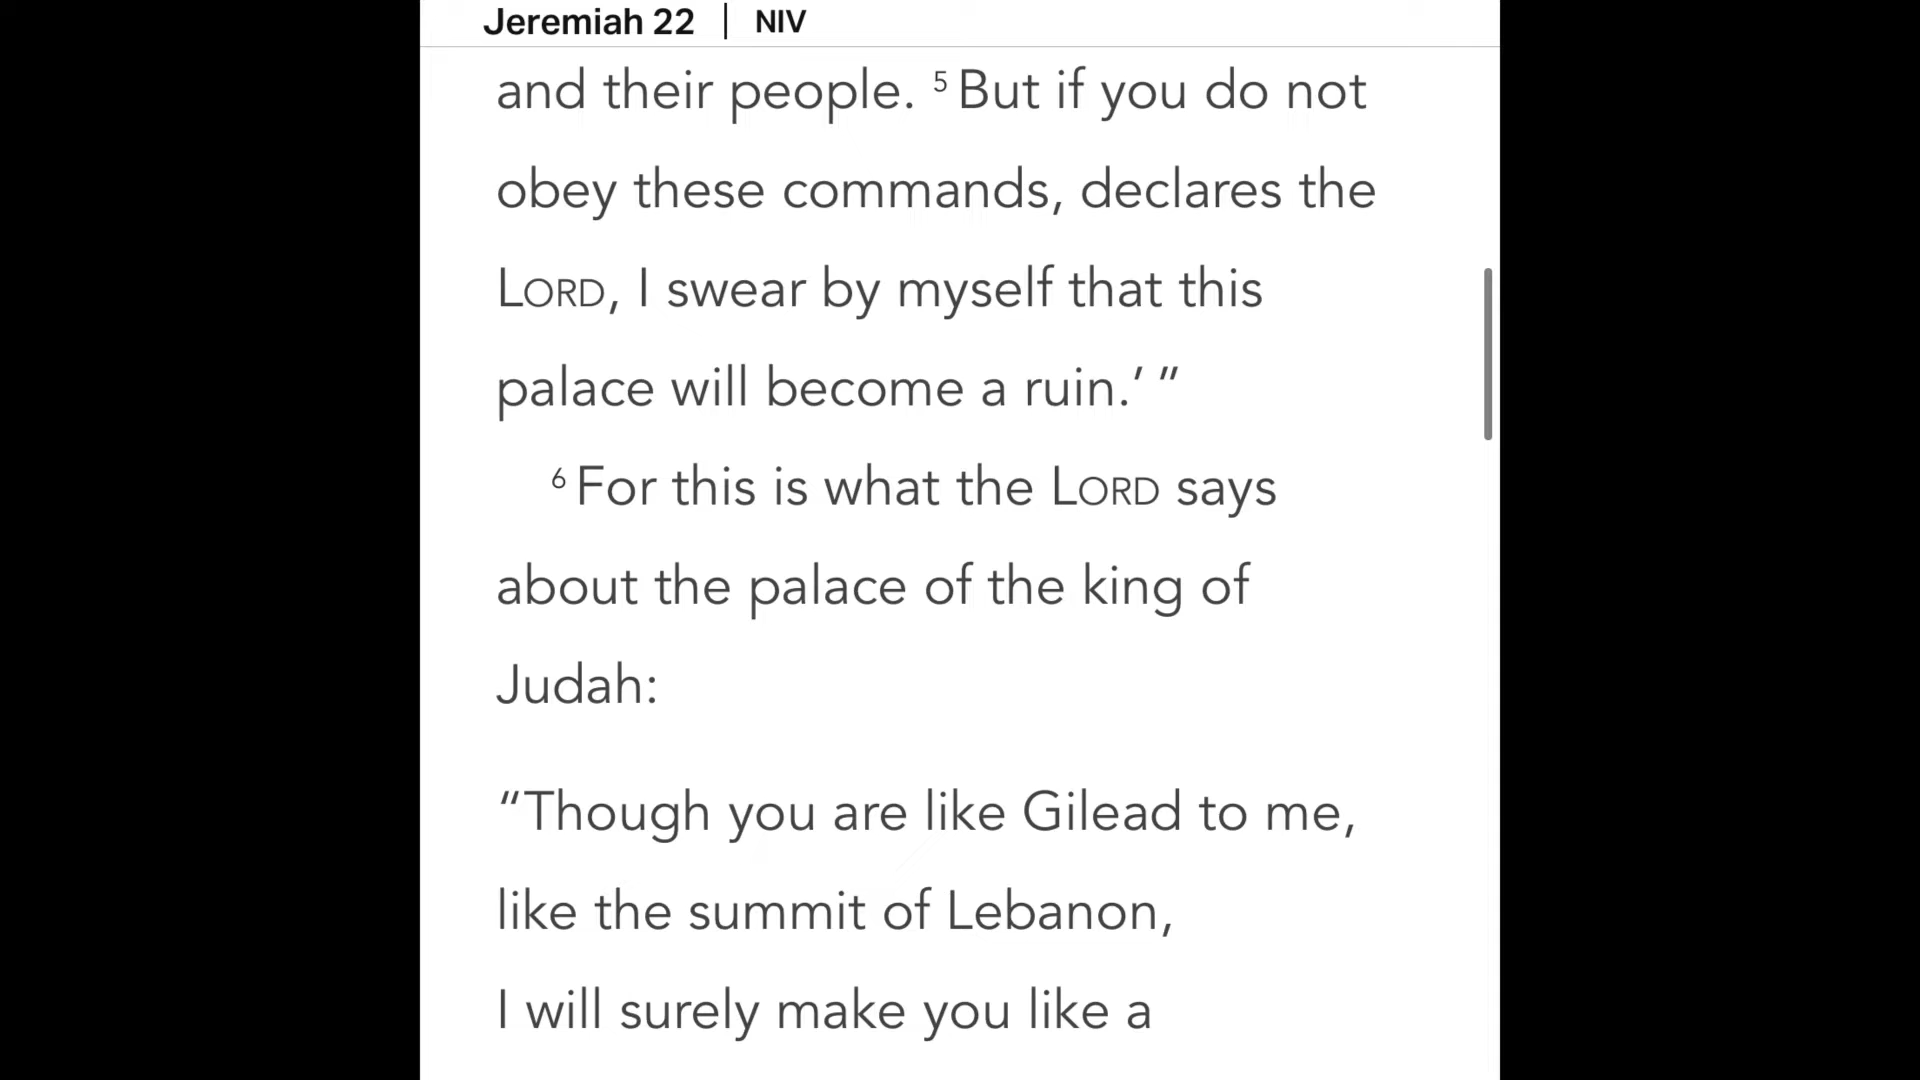 Jeremiah 22 | NIV
and their people. 5 But if you do not
obey these commands, declares the
LORD, I swear by myself that this
palace will become a ruin.’ ”
6 For this is what the LORD says
about the palace of the king of
Judah:
“Though you are like Gilead to me,
like the summit of Lebanon,
I will surely make you like a